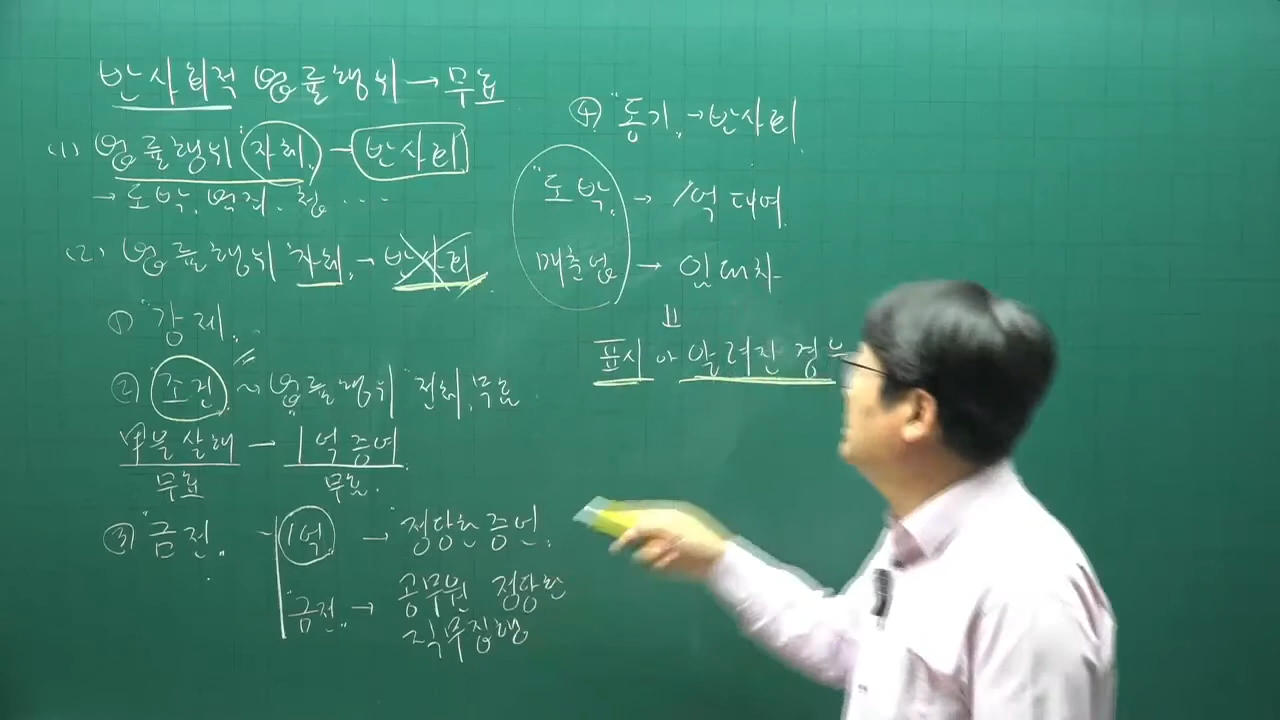 반사회적 법률행위 → 무효
(1) 법률행위 "자체" - 반사회
→ 도박, 범죄, 첩 ...
(2) 법률행위 자체 → 반사회
① "강제"
② "조건" ~ 법률행위 "전체" 무효
부부 살해 → 1억 증여
무효 무효
③ "금전" - 1억 → 정당한 증언
"금전" → 공무원 정당한 직무집행
④ "동기" → 반사회
"도박" → 1억 대여
매춘업 → 임대차
표시 or 알려진 경우